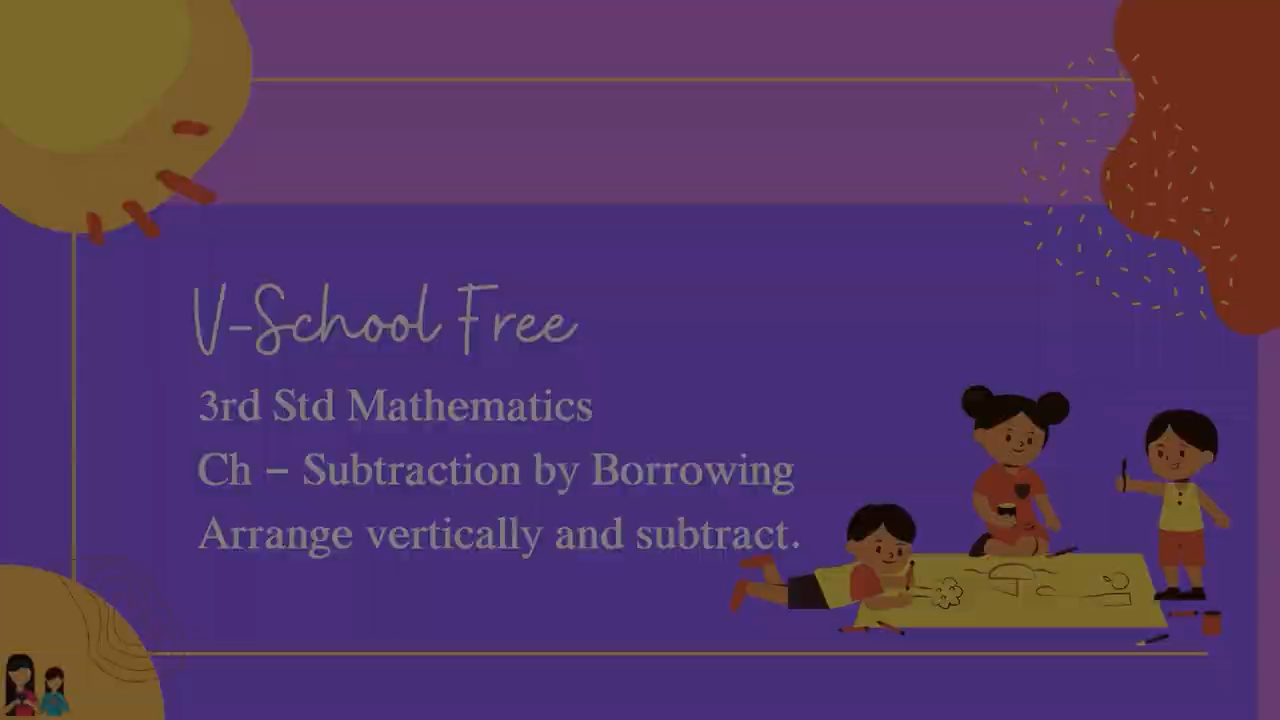 V-School Free
3rd Std Mathematics
Ch – Subtraction by Borrowing
Arrange vertically and subtract.